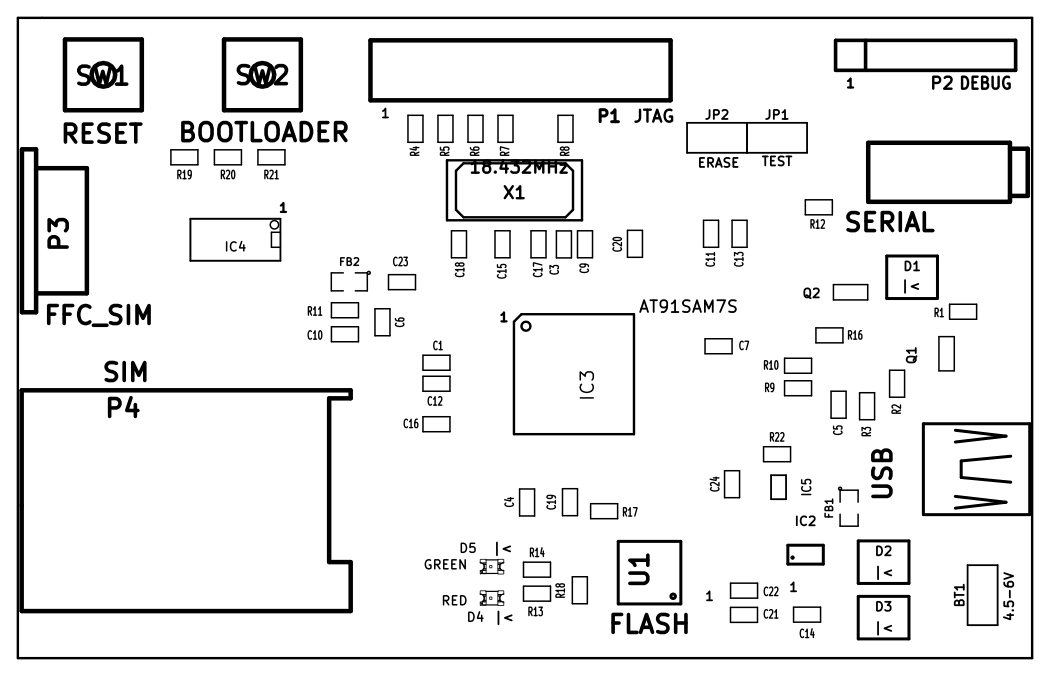 SW1
SW2
RESET
BOOTLOADER
1
P1 JTAG
JP2
JP1
ERASE
TEST
1
P2 DEBUG
R4
R5
R6
R7
R8
R19
R20
R21
18.432MHz
X1
R12
SERIAL
P3
1
IC4
C18
C15
C17
C3
C9
C20
C11
C13
FB2
C23
D1
|<
Q2
FFC_SIM
R11
C10
C6
AT91SAM7S
1
R1
R16
Q1
C7
C1
C12
C16
IC3
R10
R9
R2
C5
R3
SIM
P4
R22
USB
C24
IC5
FB1
IC2
C4
C19
R17
D5 |<
GREEN
R14
R18
RED
R13
D4 |<
U1
1
FLASH
C22
C21
1
C14
D2
|<
D3
|<
BT1
4.5-6V